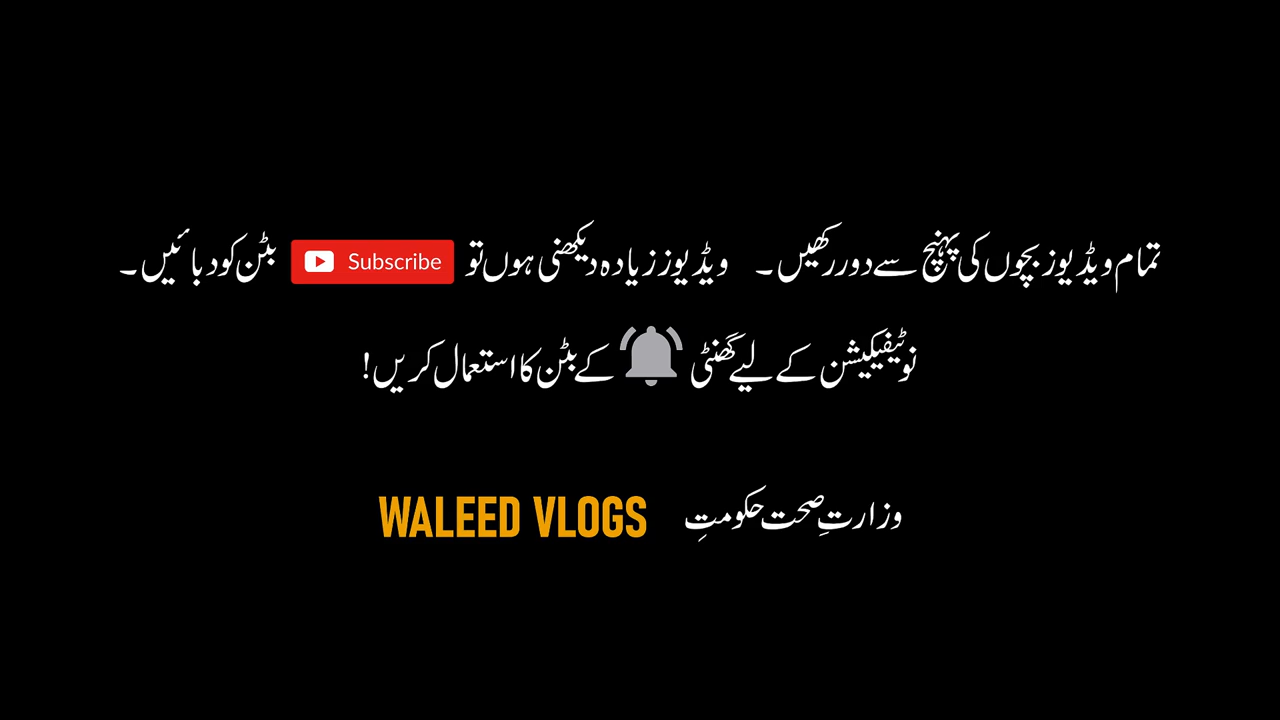 تمام ویڈیوز بچوں کی پہنچ سے دور رکھیں۔ ویڈیوز زیادہ دیکھنی ہوں تو Subscribe بٹن کو دبائیں۔
نوٹیفیکیشن کے لیے گھنٹی کے بٹن کا استعمال کریں!
وزارتِ صحت حکومتِ WALEED VLOGS